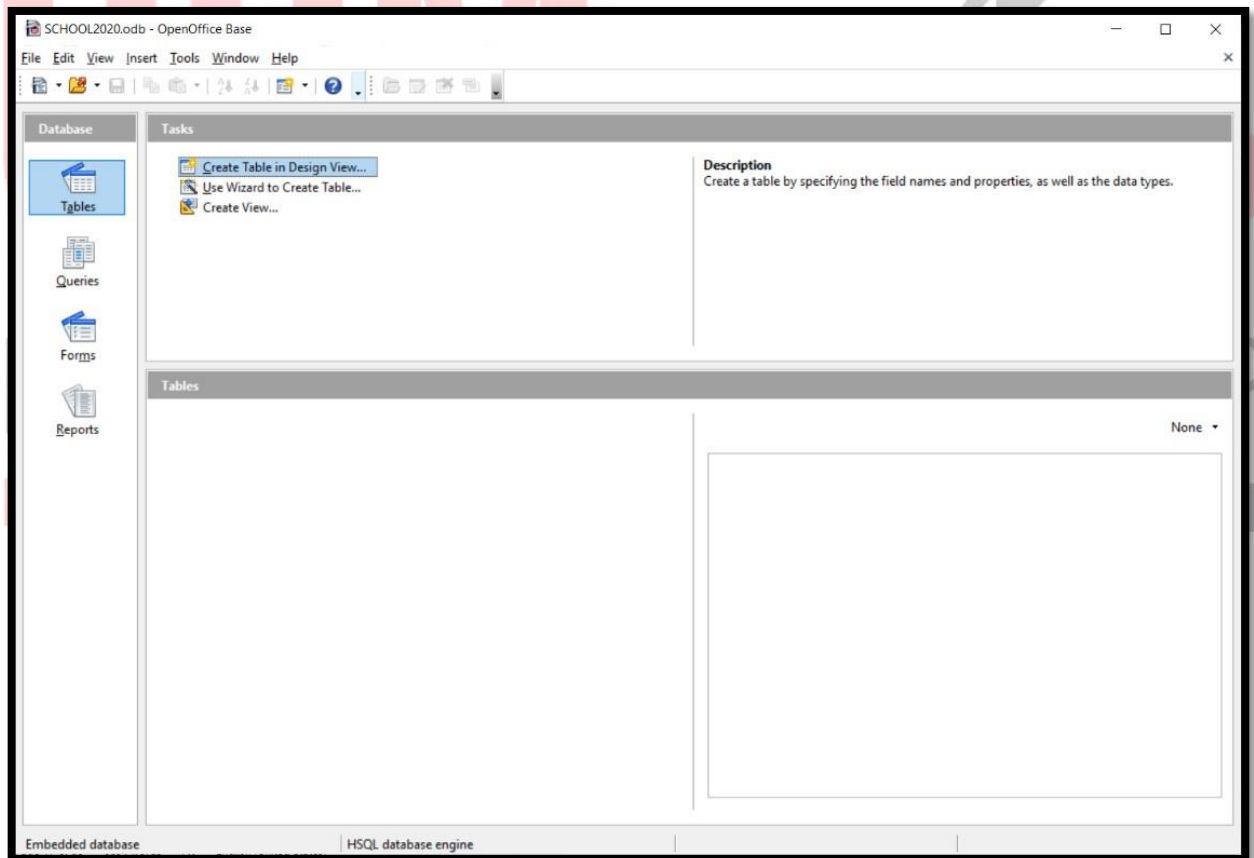 SCHOOL2020.odb - OpenOffice Base
File Edit View Insert Tools Window Help
Database
Tables
Queries
Forms
Reports
Tasks
Create Table in Design View...
Use Wizard to Create Table...
Create View...
Description
Create a table by specifying the field names and properties, as well as the data types.
Tables
None
Embedded database
HSQL database engine